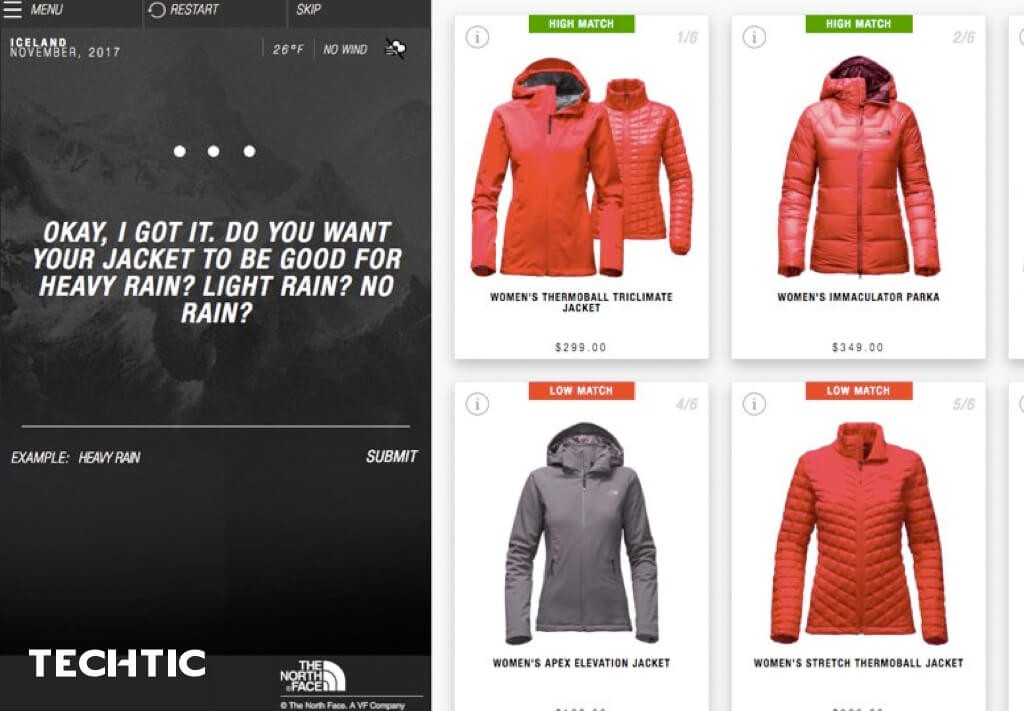 MENU
RESTART
SKIP
ICELAND
NOVEMBER, 2017
26°F
NO WIND
OKAY, I GOT IT. DO YOU WANT
YOUR JACKET TO BE GOOD FOR
HEAVY RAIN? LIGHT RAIN? NO
RAIN?
EXAMPLE: HEAVY RAIN
SUBMIT
TECHTIC
THE
NORTH
FACE
© The North Face. A VF Company
HIGH MATCH
1/6
WOMEN'S THERMOBALL TRICLIMATE
JACKET
$299.00
HIGH MATCH
2/6
WOMEN'S IMMACULATOR PARKA
$349.00
LOW MATCH
4/6
WOMEN'S APEX ELEVATION JACKET
LOW MATCH
5/6
WOMEN'S STRETCH THERMOBALL JACKET